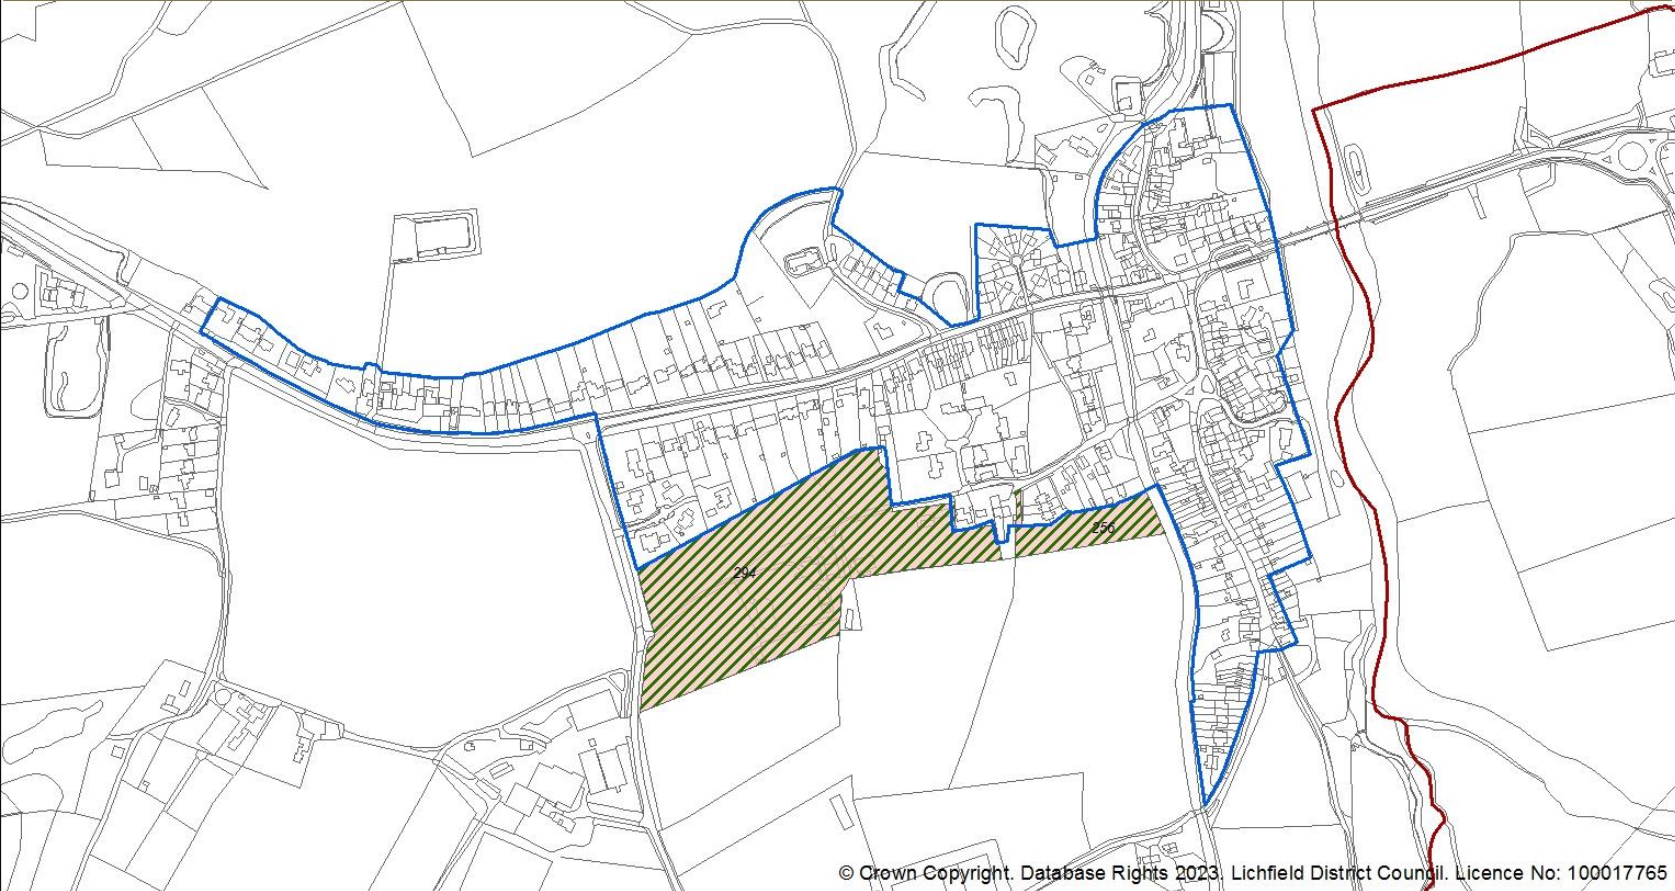 256
294
© Crown Copyright. Database Rights 2023. Lichfield District Council. Licence No: 100017765